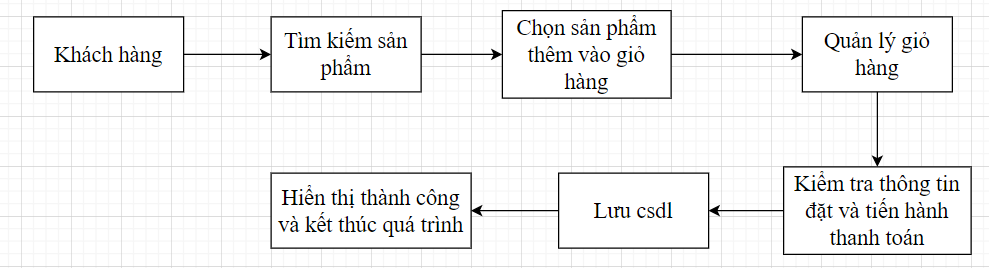 Khách hàng
Tìm kiếm sản
phẩm
Chọn sản phẩm
thêm vào giỏ
hàng
Quản lý giỏ
hàng
Kiểm tra thông tin
đặt và tiến hành
thanh toán
Lưu csdl
Hiển thị thành công
và kết thúc quá trình